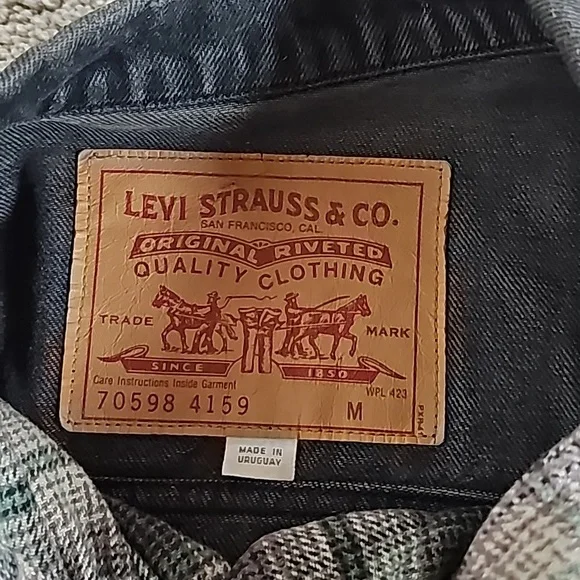 LEVI STRAUSS & CO.
SAN FRANCISCO, CAL.
ORIGINAL RIVETED
QUALITY CLOTHING
TRADE MARK
SINCE 1850
Care Instructions Inside Garment
WPL 423
70598 4159 M
MADE IN
URUGUAY